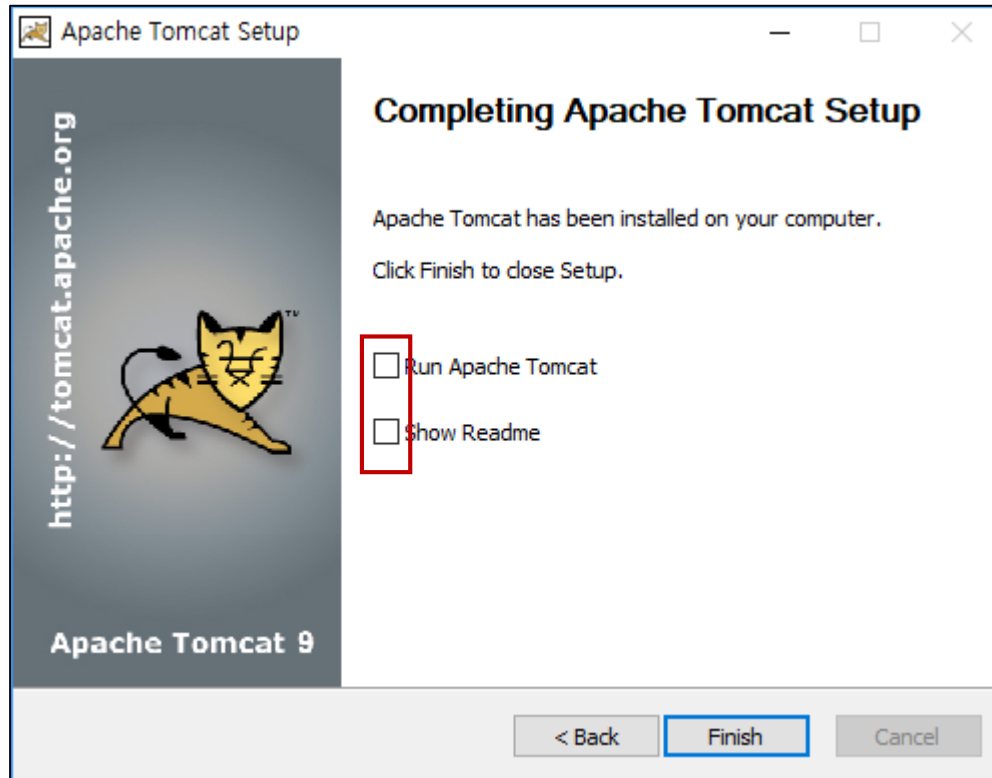 Apache Tomcat Setup
http://tomcat.apache.org
TM
Apache Tomcat 9
Completing Apache Tomcat Setup
Apache Tomcat has been installed on your computer.
Click Finish to close Setup.
Run Apache Tomcat
Show Readme
< Back
Finish
Cancel